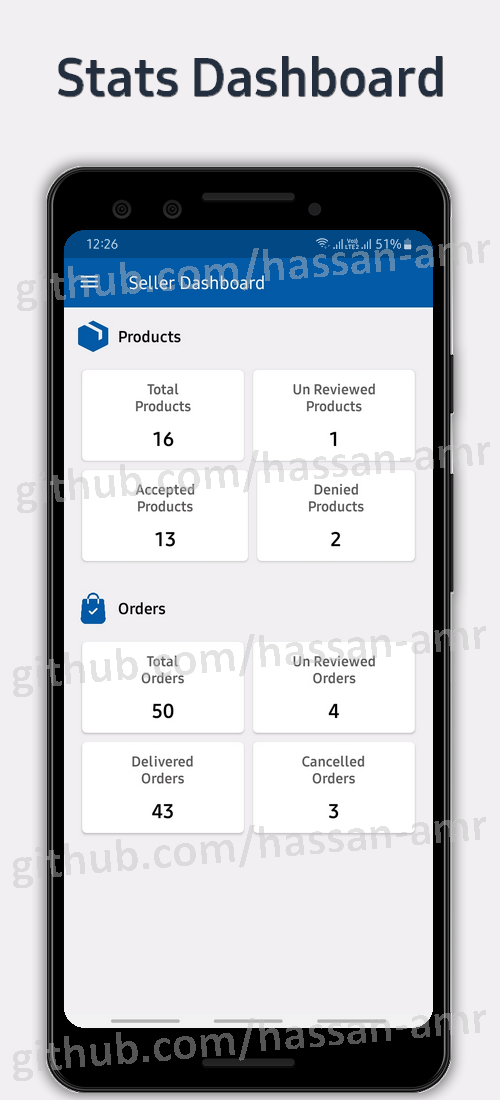 Stats Dashboard
12:26
Vo)) LTE2 51%
Seller Dashboard
github.com/hassan-amr
Products
Total
Products
16
Un Reviewed
Products
1
github.com/hassan-amr
Accepted
Products
13
Denied
Products
2
Orders
github.com/hassan-amr
Total
Orders
50
Un Reviewed
Orders
4
Delivered
Orders
43
Cancelled
Orders
3
github.com/hassan-amr
github.com/hassan-amr